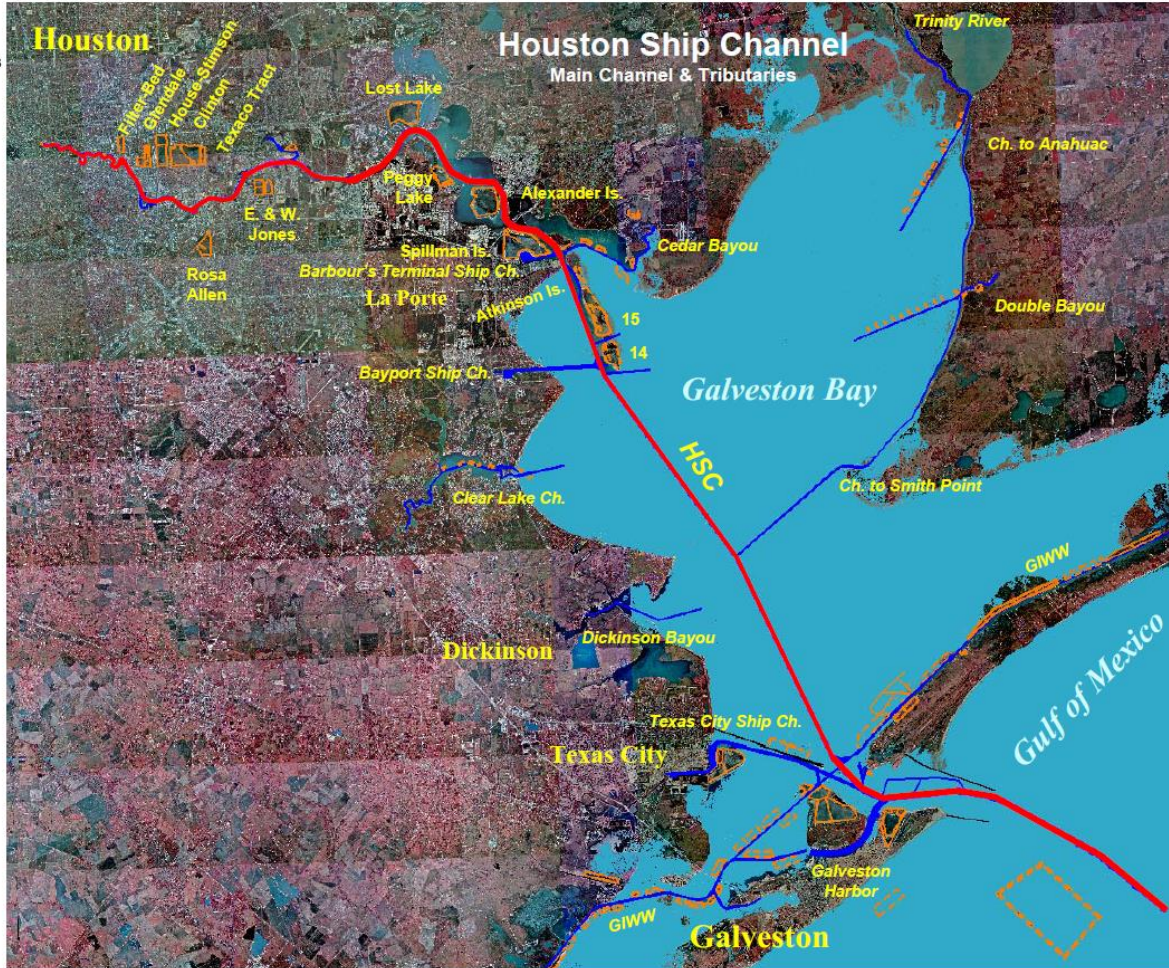 Houston
Houston Ship Channel
Main Channel & Tributaries
Trinity River
s
Filter-Bed
Glendale
House-Stimson
Clinton
Texaco Tract
Lost Lake
Ch. to Anahuac
Peggy
Lake
Alexander Is.
E. & W.
Jones
Rosa
Allen
Spillman Is.
Cedar Bayou
Barbour's Terminal Ship Ch.
La Porte
Atkinson Is.
Double Bayou
15
14
Bayport Ship Ch.
Galveston Bay
HSC
Clear Lake Ch.
Ch. to Smith Point
GIWW
Dickinson Bayou
Dickinson
Gulf of Mexico
Texas City Ship Ch.
Texas City
Galveston
Harbor
GIWW
Galveston